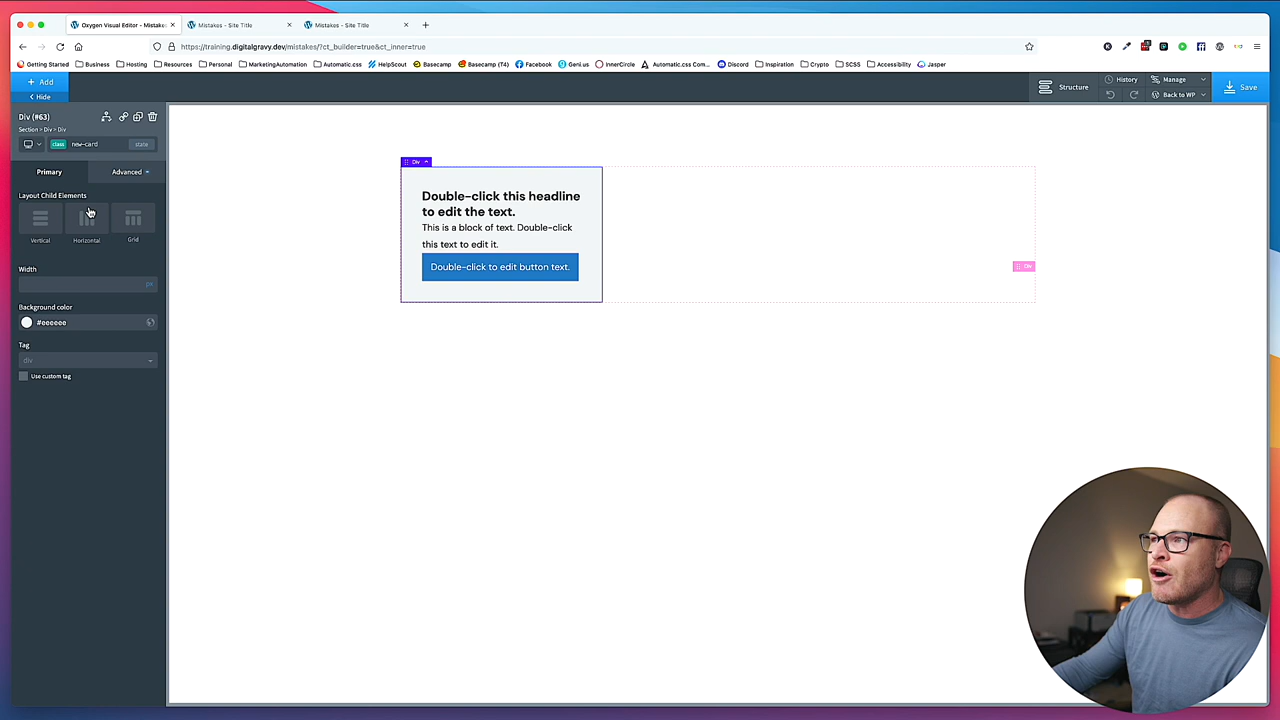 Oxygen Visual Editor - Mistake
Mistakes - Site Title
Mistakes - Site Title
https://training.digitalgravy.dev/mistakes/?ct_builder=true&ct_inner=true
Getting Started
Business
Hosting
Resources
Personal
MarketingAutomation
Automatic.css
HelpScout
Basecamp
Basecamp (T4)
Facebook
Geni.us
InnerCircle
Automatic.css Com...
Discord
Inspiration
Crypto
SCSS
Accessibility
Jasper
+ Add
Hide
Structure
History
Manage
Back to WP
Save
Div (#63)
Section > Div > Div
class
new-card
state
Primary
Advanced
Layout Child Elements
Vertical
Horizontal
Grid
Width
px
Background color
#eeeeee
Tag
div
Use custom tag
Div
Double-click this headline
to edit the text.
This is a block of text. Double-click
this text to edit it.
Double-click to edit button text.
Div